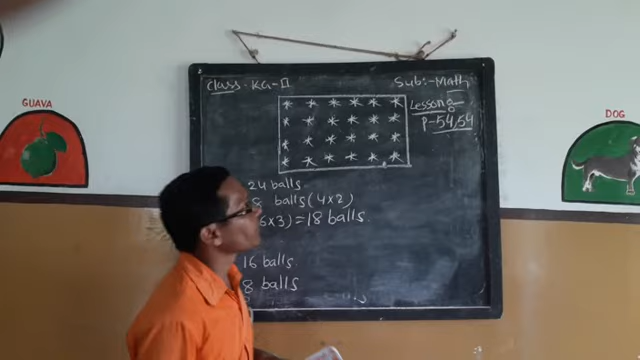 Class. KG-II
Sub:- Math
Lesson
P-54,54
GUAVA
DOG
24 balls
8 balls (4x2)
6x3) = 18 balls.
16 balls.
8 balls